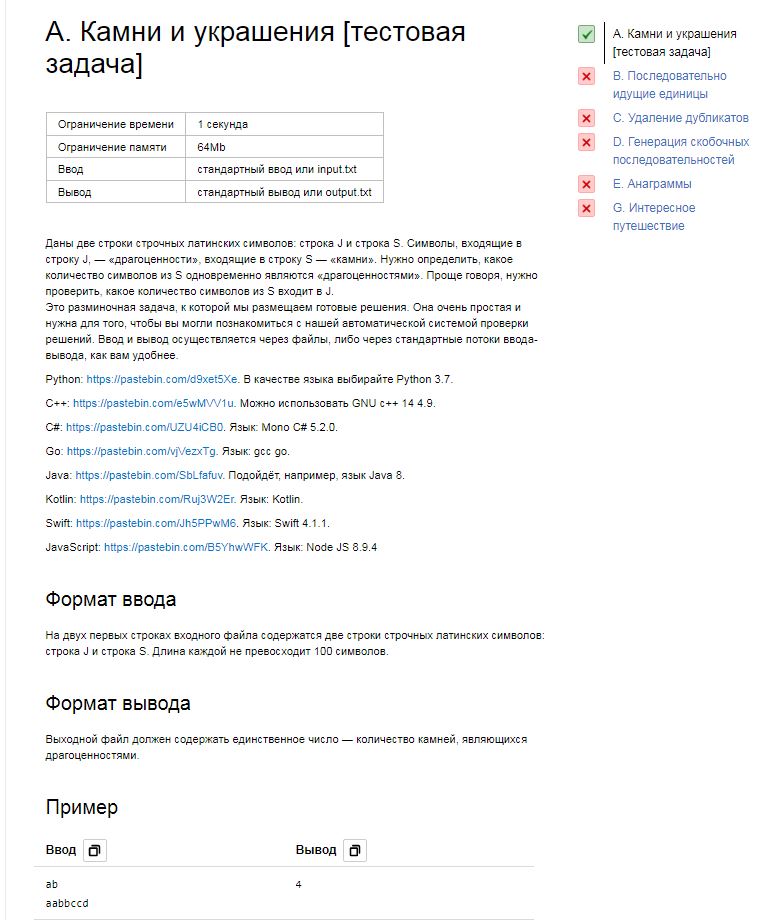 А. Камни и украшения [тестовая
задача]
Ограничение времени 1 секунда
Ограничение памяти 64Mb
Ввод стандартный ввод или input.txt
Вывод стандартный вывод или output.txt
Даны две строки строчных латинских символов: строка J и строка S. Символы, входящие в
строку J, — «драгоценности», входящие в строку S — «камни». Нужно определить, какое
количество символов из S одновременно являются «драгоценностями». Проще говоря, нужно
проверить, какое количество символов из S входит в J.
Это разминочная задача, к которой мы размещаем готовые решения. Она очень простая и
нужна для того, чтобы вы могли познакомиться с нашей автоматической системой проверки
решений. Ввод и вывод осуществляется через файлы, либо через стандартные потоки ввода-
вывода, как вам удобнее.
Python: https://pastebin.com/d9xet5Xe. В качестве языка выбирайте Python 3.7.
C++: https://pastebin.com/e5wMVV1u. Можно использовать GNU c++ 14 4.9.
C#: https://pastebin.com/UZU4iCB0. Язык: Mono C# 5.2.0.
Go: https://pastebin.com/vjVezxTg. Язык: gcc go.
Java: https://pastebin.com/SbLfafuv. Подойдёт, например, язык Java 8.
Kotlin: https://pastebin.com/Ruj3W2Er. Язык: Kotlin.
Swift: https://pastebin.com/Jh5PPwM6. Язык: Swift 4.1.1.
JavaScript: https://pastebin.com/B5YhwWFK. Язык: Node JS 8.9.4
Формат ввода
На двух первых строках входного файла содержатся две строки строчных латинских символов:
строка J и строка S. Длина каждой не превосходит 100 символов.
Формат вывода
Выходной файл должен содержать единственное число — количество камней, являющихся
драгоценностями.
Пример
Ввод Вывод
ab 4
aabbccd
А. Камни и украшения
[тестовая задача]
В. Последовательно
идущие единицы
С. Удаление дубликатов
D. Генерация скобочных
последовательностей
Е. Анаграммы
G. Интересное
путешествие